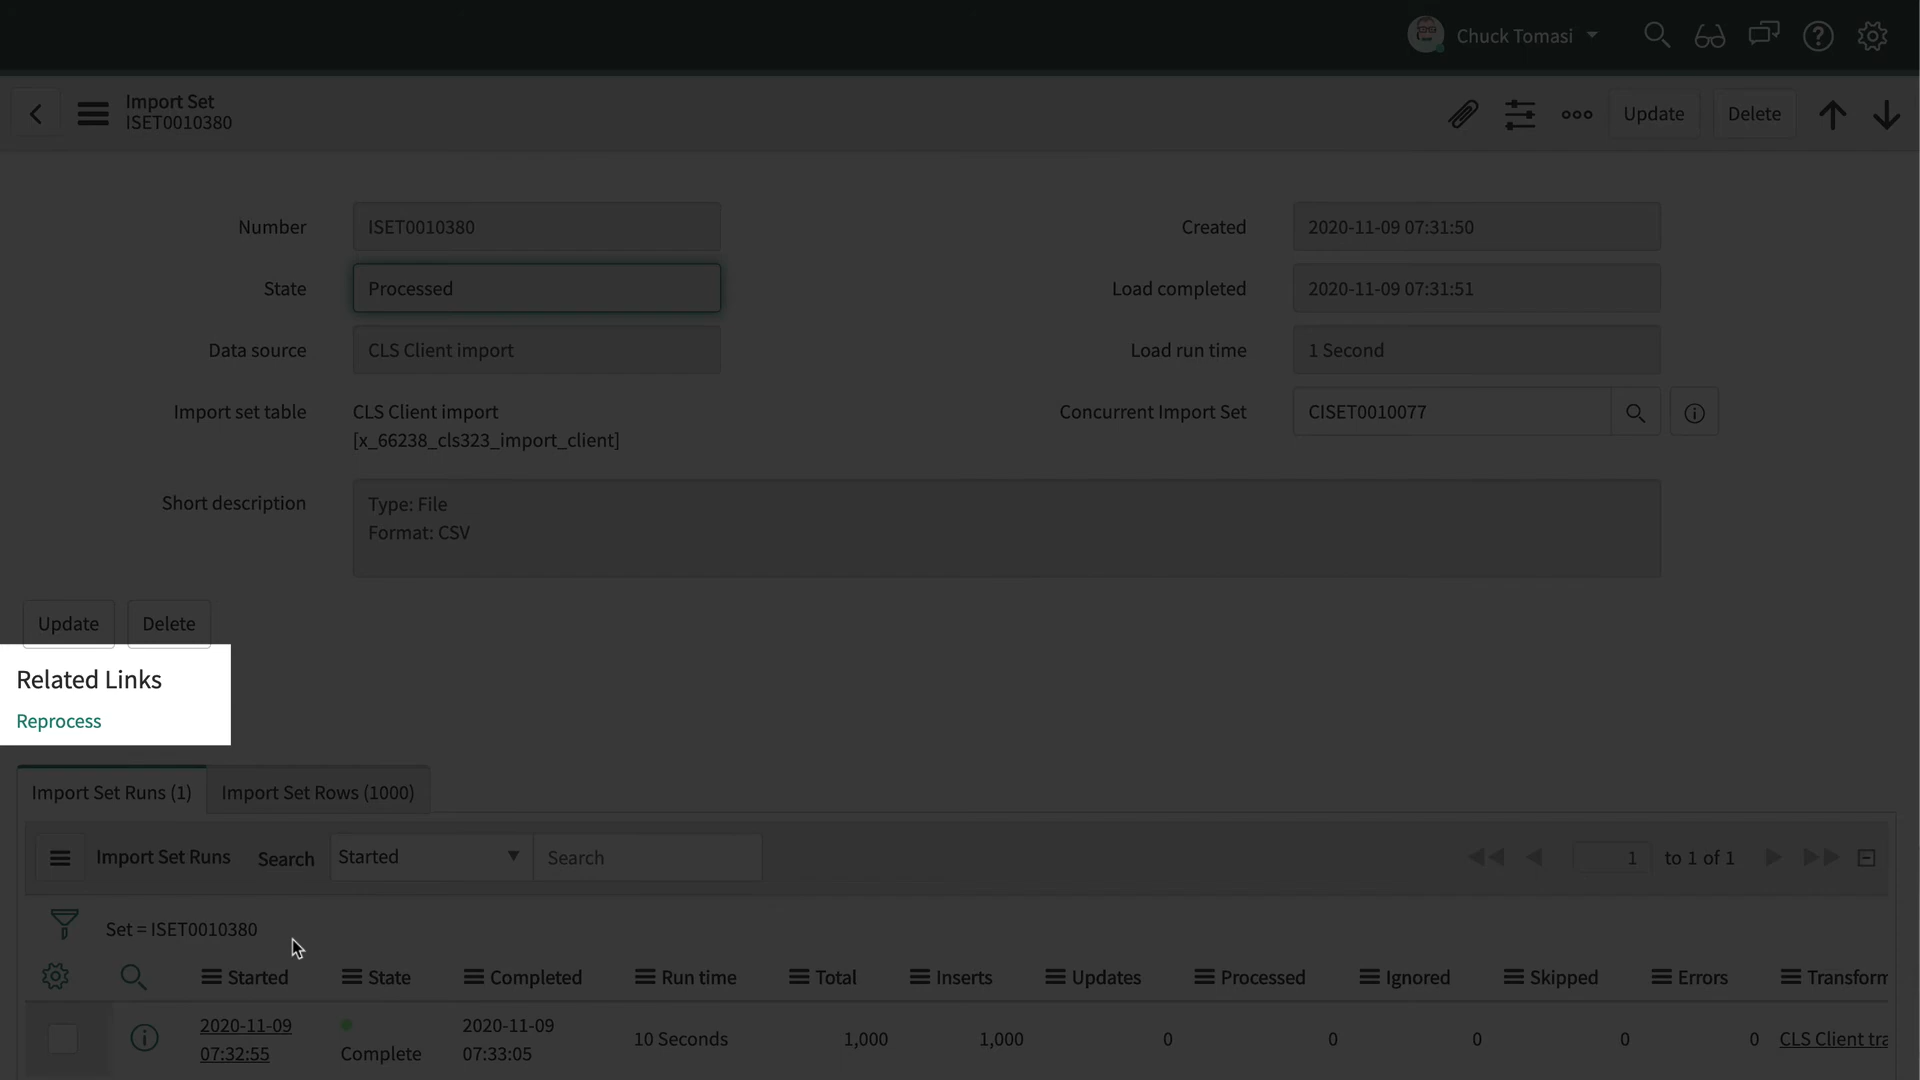 Chuck Tomasi
Import Set
ISET0010380
Update
Delete
Number
ISET0010380
Created
2020-11-09 07:31:50
State
Processed
Load completed
2020-11-09 07:31:51
Data source
CLS Client import
Load run time
1 Second
Import set table
CLS Client import
[x_66238_cls323_import_client]
Concurrent Import Set
CISET0010077
Short description
Type: File
Format: CSV
Update
Delete
Related Links
Reprocess
Import Set Runs (1)
Import Set Rows (1000)
Import Set Runs
Search
Started
Search
1
to 1 of 1
Set = ISET0010380
Started
State
Completed
Run time
Total
Inserts
Updates
Processed
Ignored
Skipped
Errors
Transform
2020-11-09
07:32:55
Complete
2020-11-09
07:33:05
10 Seconds
1,000
1,000
0
0
0
0
0
CLS Client tra